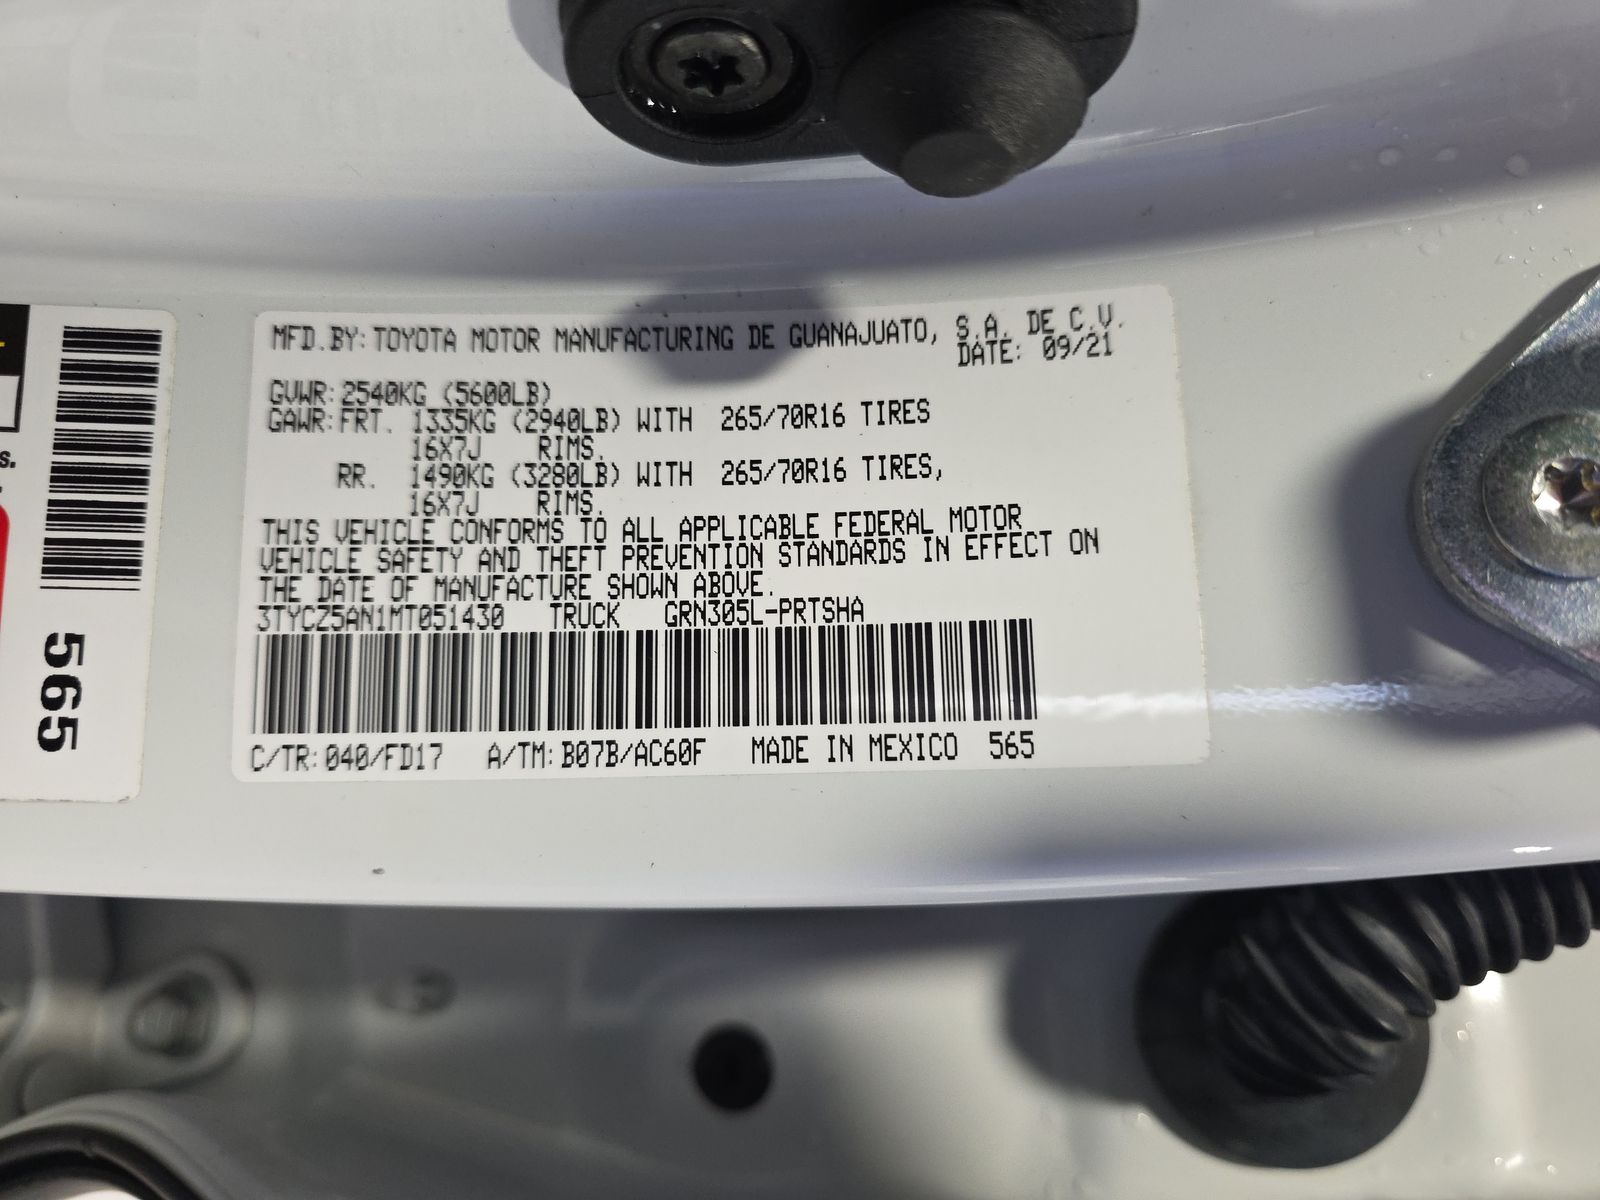 MFD.BY: TOYOTA MOTOR MANUFACTURING DE GUANAJUATO, S.A. DE C.V.
DATE: 09/21
GVWR: 2540KG (5600LB)
GAWR: FRT. 1335KG (2940LB) WITH 265/70R16 TIRES
16X7J RIMS.
RR. 1490KG (3280LB) WITH 265/70R16 TIRES,
16X7J RIMS.
THIS VEHICLE CONFORMS TO ALL APPLICABLE FEDERAL MOTOR
VEHICLE SAFETY AND THEFT PREVENTION STANDARDS IN EFFECT ON
THE DATE OF MANUFACTURE SHOWN ABOVE.
3TYCZ5AN1MT051430 TRUCK GRN305L-PRTSHA
C/TR: 040/FD17 A/TM: B07B/AC60F MADE IN MEXICO 565
565